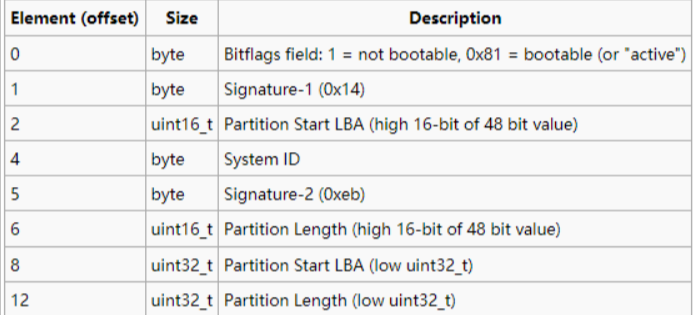 Element (offset) Size Description
0 byte Bitflags field: 1 = not bootable, 0x81 = bootable (or "active")
1 byte Signature-1 (0x14)
2 uint16_t Partition Start LBA (high 16-bit of 48 bit value)
4 byte System ID
5 byte Signature-2 (0xeb)
6 uint16_t Partition Length (high 16-bit of 48 bit value)
8 uint32_t Partition Start LBA (low uint32_t)
12 uint32_t Partition Length (low uint32_t)